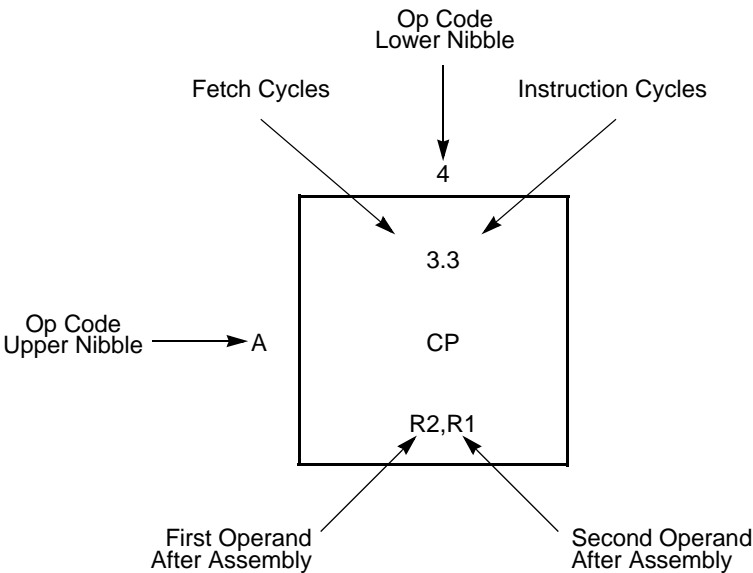 Op Code
Lower Nibble
Fetch Cycles
Instruction Cycles
4
3.3
Op Code
Upper Nibble
A
CP
R2,R1
First Operand
After Assembly
Second Operand
After Assembly